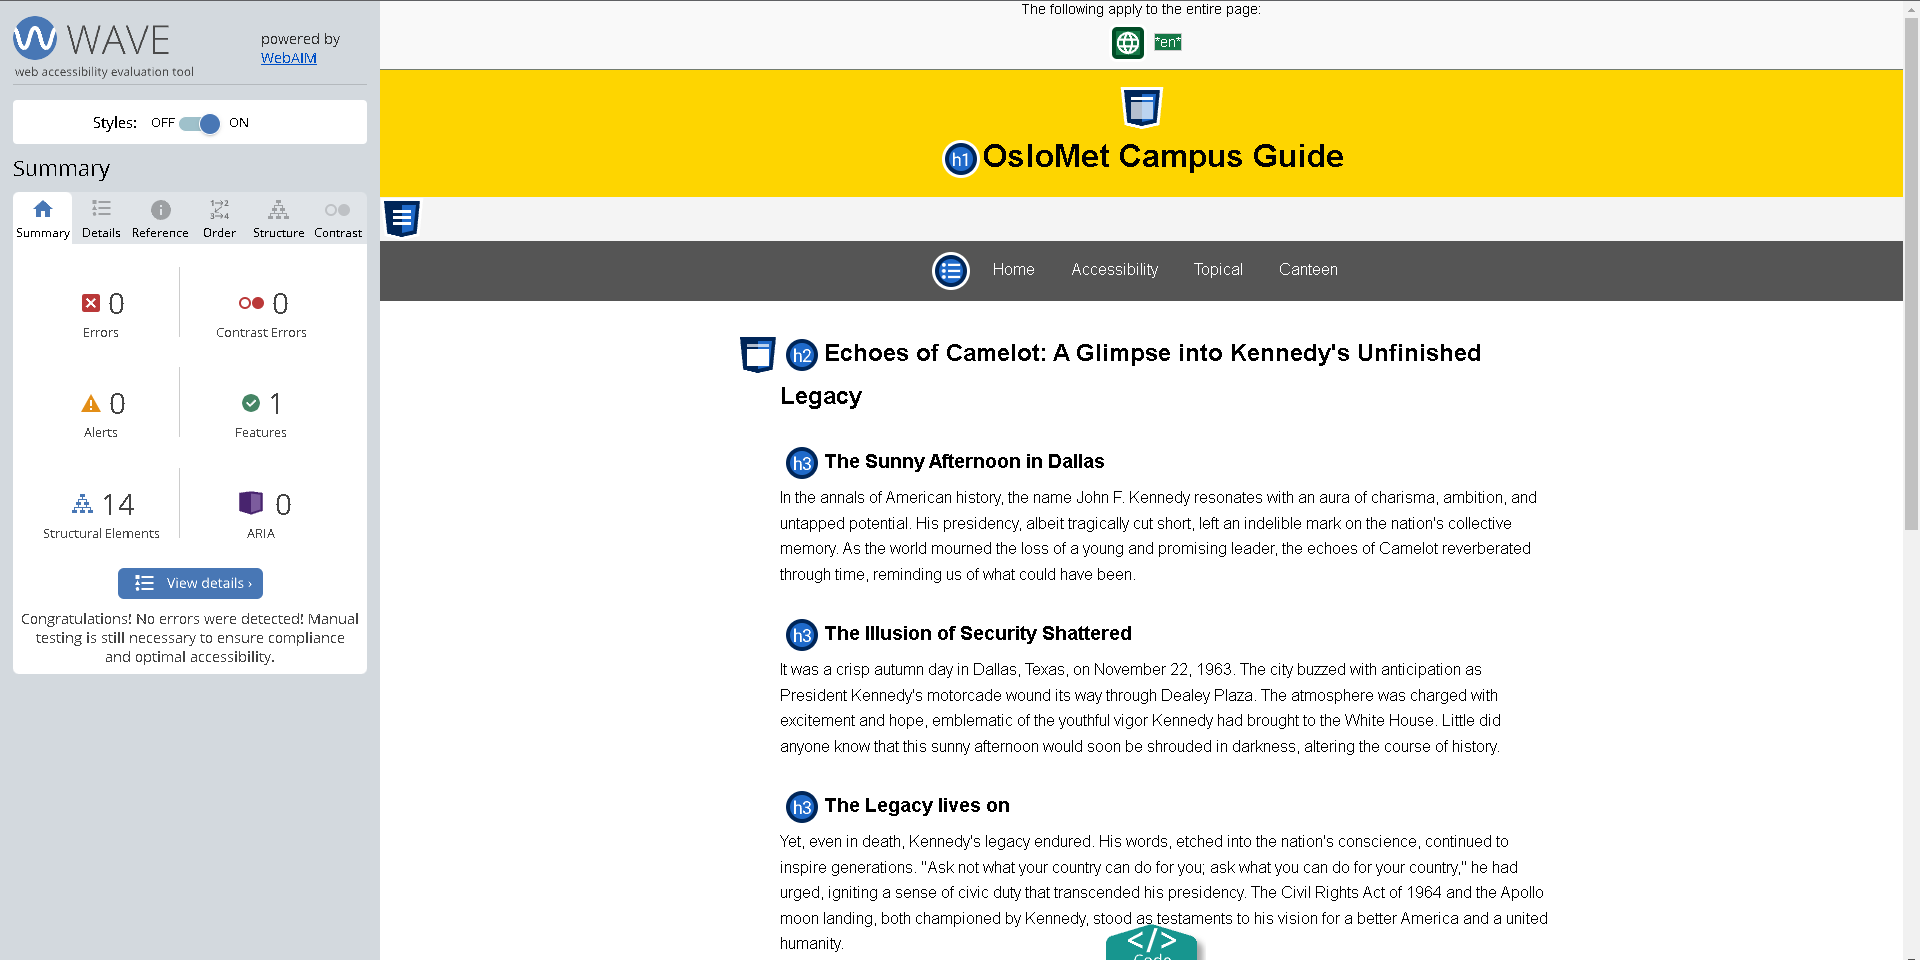 WAVE
web accessibility evaluation tool
powered by
WebAIM
Styles: OFF ON
Summary
Summary Details Reference Order Structure Contrast
0 Errors
0 Contrast Errors
0 Alerts
1 Features
14 Structural Elements
0 ARIA
View details ›
Congratulations! No errors were detected! Manual
testing is still necessary to ensure compliance
and optimal accessibility.
The following apply to the entire page:
*en*
h1 OsloMet Campus Guide
Home Accessibility Topical Canteen
h2 Echoes of Camelot: A Glimpse into Kennedy's Unfinished
Legacy
h3 The Sunny Afternoon in Dallas
In the annals of American history, the name John F. Kennedy resonates with an aura of charisma, ambition, and
untapped potential. His presidency, albeit tragically cut short, left an indelible mark on the nation's collective
memory. As the world mourned the loss of a young and promising leader, the echoes of Camelot reverberated
through time, reminding us of what could have been.
h3 The Illusion of Security Shattered
It was a crisp autumn day in Dallas, Texas, on November 22, 1963. The city buzzed with anticipation as
President Kennedy's motorcade wound its way through Dealey Plaza. The atmosphere was charged with
excitement and hope, emblematic of the youthful vigor Kennedy had brought to the White House. Little did
anyone know that this sunny afternoon would soon be shrouded in darkness, altering the course of history.
h3 The Legacy lives on
Yet, even in death, Kennedy's legacy endured. His words, etched into the nation's conscience, continued to
inspire generations. "Ask not what your country can do for you; ask what you can do for your country," he had
urged, igniting a sense of civic duty that transcended his presidency. The Civil Rights Act of 1964 and the Apollo
moon landing, both championed by Kennedy, stood as testaments to his vision for a better America and a united
humanity.
</> Code